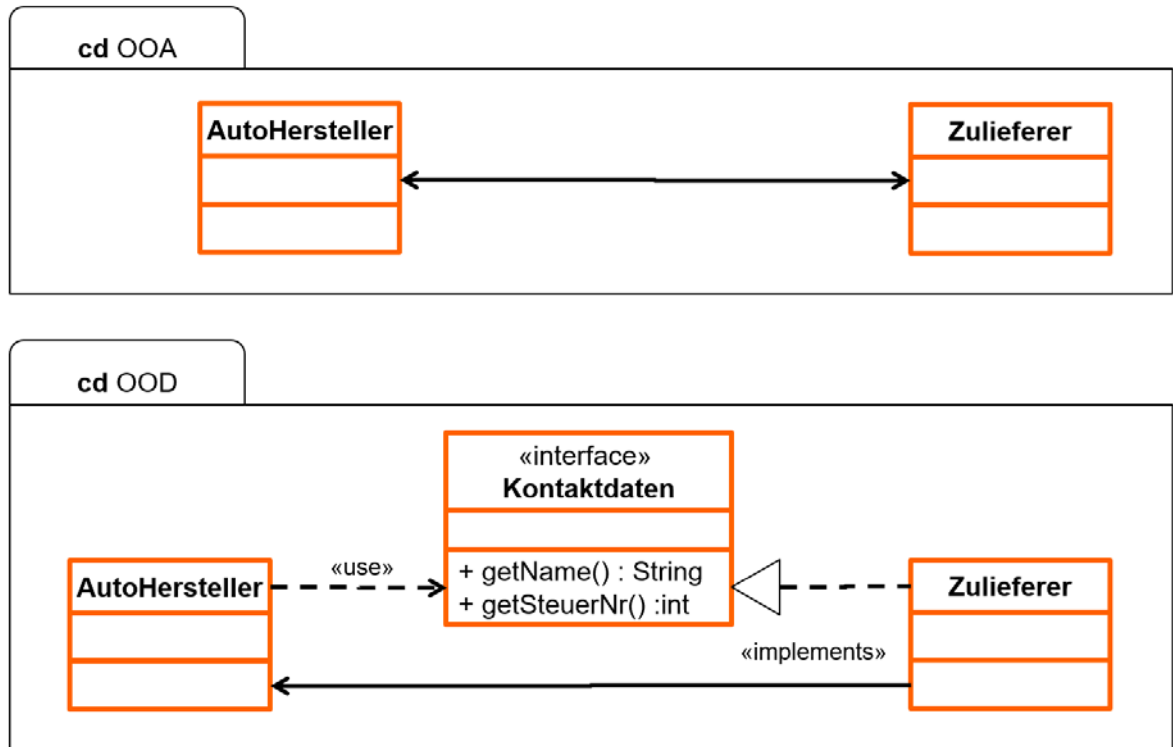 cd OOA
AutoHersteller
Zulieferer
cd OOD
«interface»
Kontaktdaten
+ getName() : String
+ getSteuerNr() :int
AutoHersteller
«use»
Zulieferer
«implements»